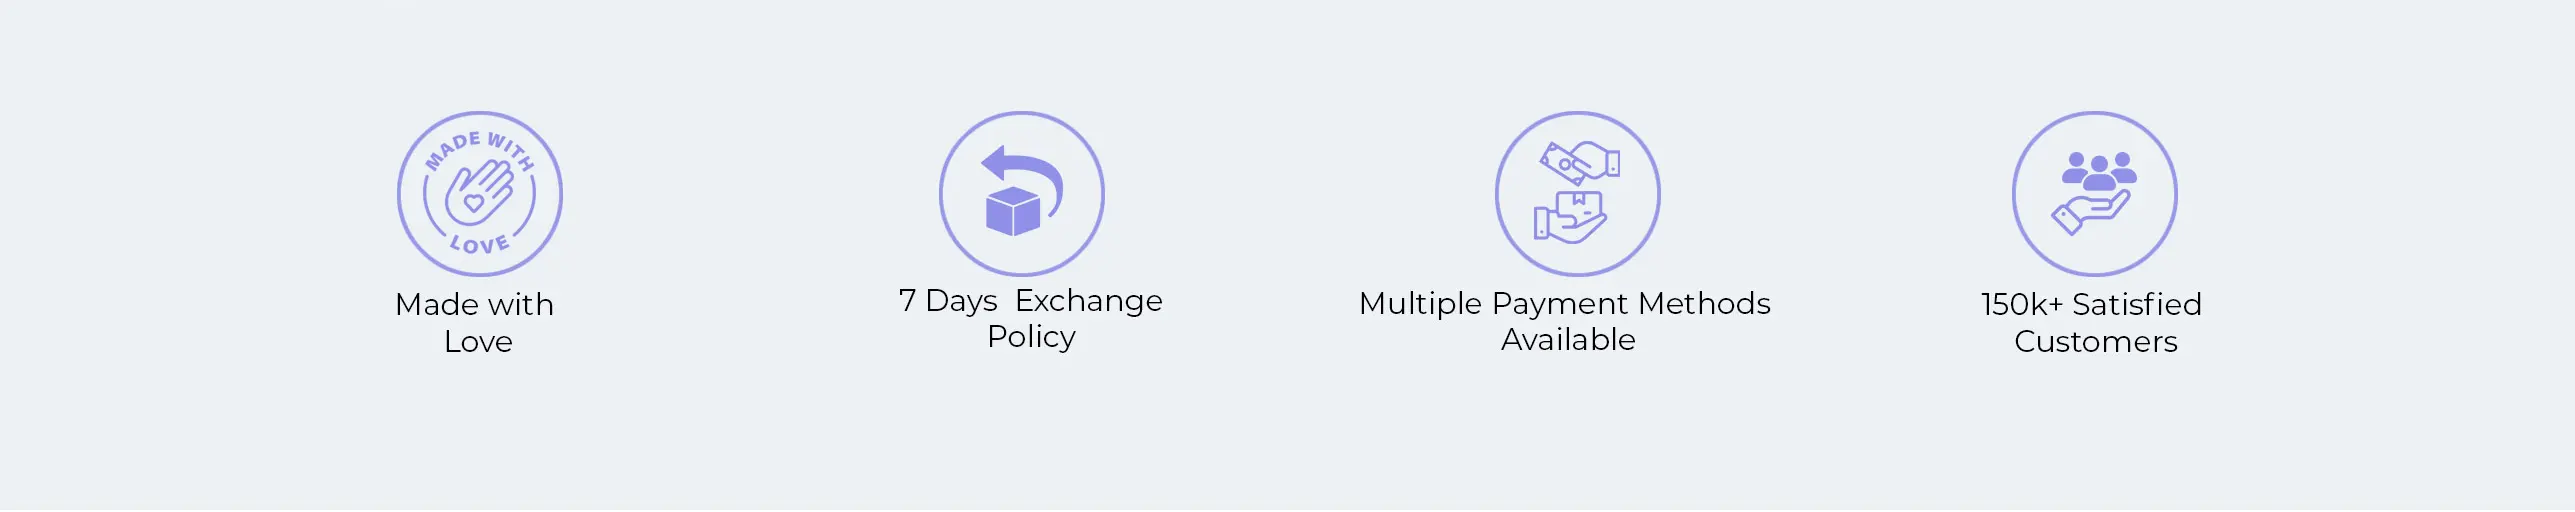 MADE WITH
LOVE
Made with
Love
7 Days  Exchange
Policy
Multiple Payment Methods
Available
150k+ Satisfied
Customers